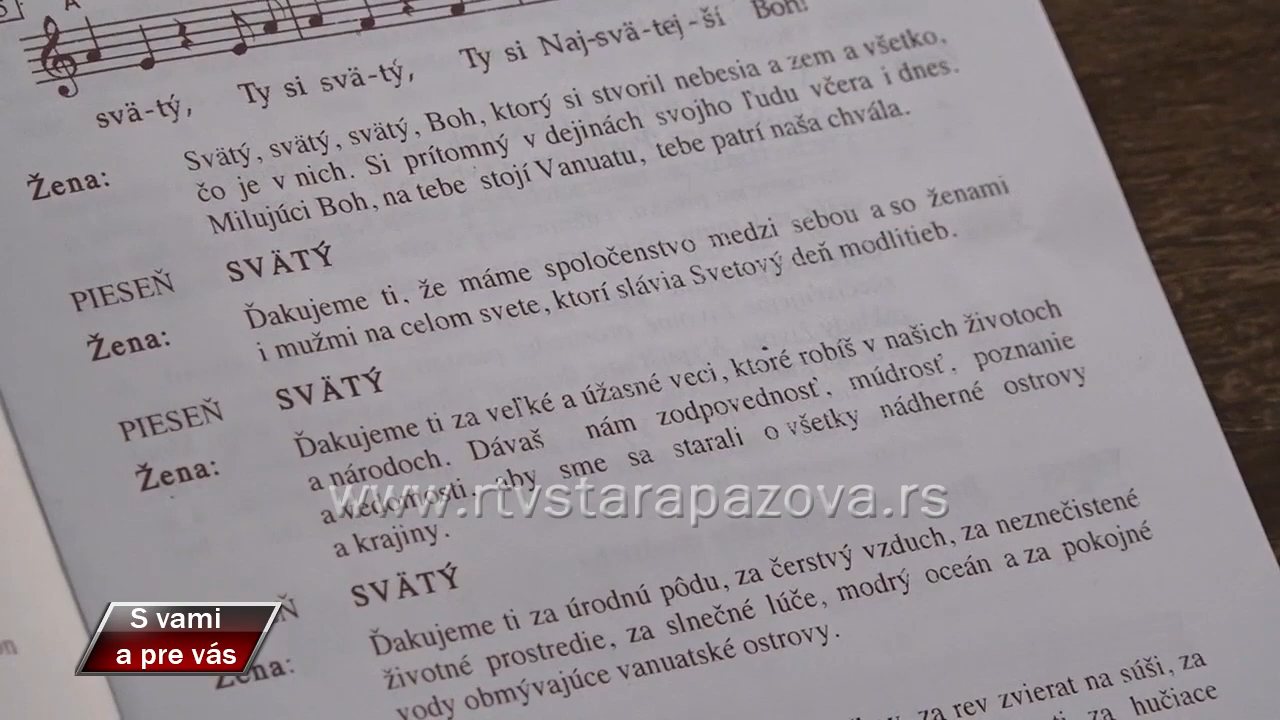 svä-tý, Ty si svä-tý, Ty si Naj-svä-tej-ší Boh!
Žena: Svätý, svätý, svätý, Boh, ktorý si stvoril nebesia a zem a všetko,
čo je v nich. Si prítomný v dejinách svojho ľudu včera i dnes.
Milujúci Boh, na tebe stojí Vanuatu, tebe patrí naša chvála.
PIESEŇ SVÄTÝ
Žena: Ďakujeme ti, že máme spoločenstvo medzi sebou a so ženami
i mužmi na celom svete, ktorí slávia Svetový deň modlitieb.
PIESEŇ SVÄTÝ
Žena: Ďakujeme ti za veľké a úžasné veci, ktoré robíš v našich životoch
a národoch. Dávaš nám zodpovednosť, múdrosť, poznanie
a vedomosti, aby sme sa starali o všetky nádherné ostrovy
a krajiny.
SVÄTÝ
Žena: Ďakujeme ti za úrodnú pôdu, za čerstvý vzduch, za neznečistené
životné prostredie, za slnečné lúče, modrý oceán a za pokojné
vody obmývajúce vanuatské ostrovy.
za rev zvierat na súši, za
za hučiace
www.rtvstarapazova.rs
S vami
a pre vás